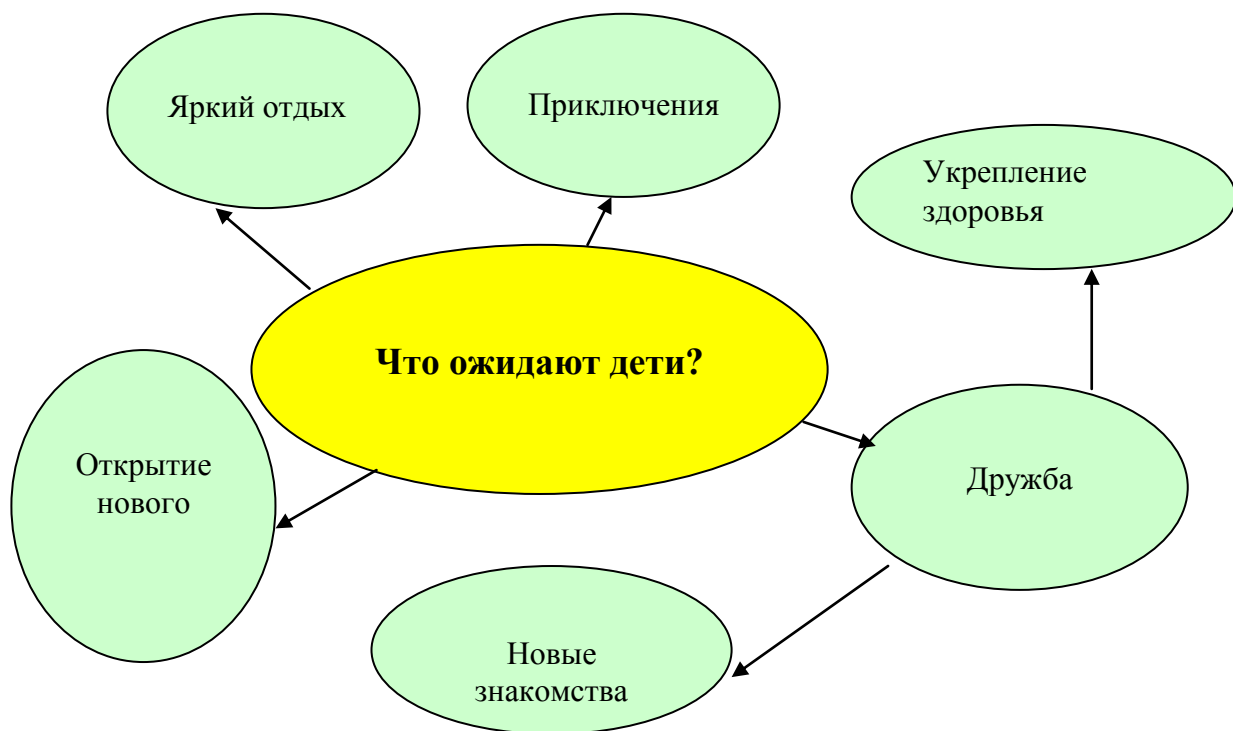 Яркий отдых
Приключения
Укрепление
здоровья
Что ожидают дети?
Открытие
нового
Дружба
Новые
знакомства